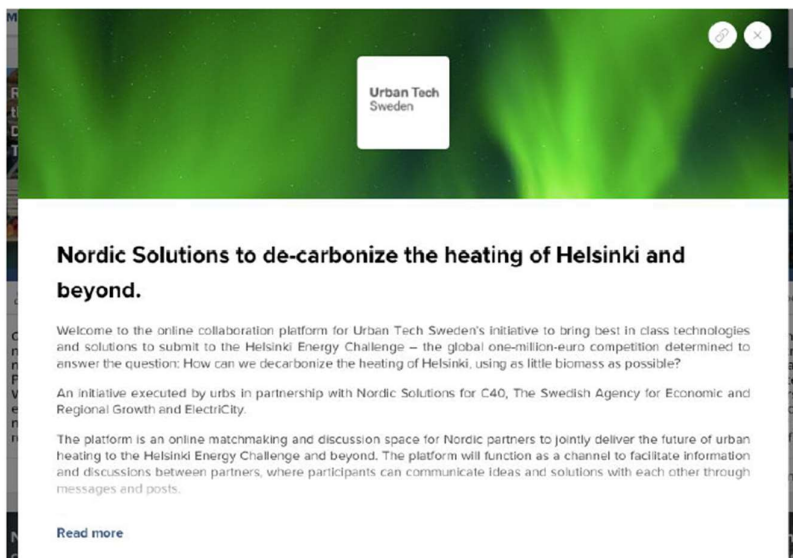 Urban Tech
Sweden
Nordic Solutions to de-carbonize the heating of Helsinki and
beyond.
Welcome to the online collaboration platform for Urban Tech Sweden's initiative to bring best in class technologies
and solutions to submit to the Helsinki Energy Challenge – the global one-million-euro competition determined to
answer the question: How can we decarbonize the heating of Helsinki, using as little biomass as possible?
An initiative executed by urbs in partnership with Nordic Solutions for C40, The Swedish Agency for Economic and
Regional Growth and ElectriCity.
The platform is an online matchmaking and discussion space for Nordic partners to jointly deliver the future of urban
heating to the Helsinki Energy Challenge and beyond. The platform will function as a channel to facilitate information
and discussions between partners, where participants can communicate ideas and solutions with each other through
messages and posts.
Read more